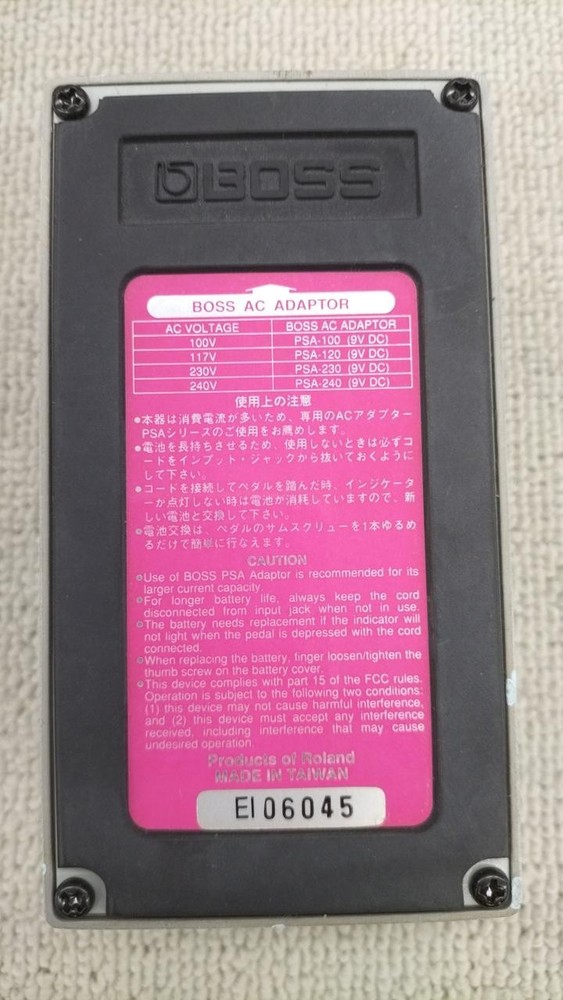 BOSS
BOSS AC ADAPTOR
AC VOLTAGE BOSS AC ADAPTOR
100V PSA-100 (9V DC)
117V PSA-120 (9V DC)
230V PSA-230 (9V DC)
240V PSA-240 (9V DC)
使用上の注意
●本器は消費電流が多いため、専用のACアダプター
PSAシリーズのご使用をお薦めします。
●電池を長持ちさせるため、使用しないときは必ずコ
ードをインプット・ジャックから抜いておくように
して下さい。
●コードを接続してペダルを踏んだ時、インジケータ
ーが点灯しない時は電池が消耗していますので、新
しい電池と交換して下さい。
●電池交換は、ペダルのサムスクリューを1本ゆるめ
るだけで簡単に行なえます。
CAUTION
●Use of BOSS PSA Adaptor is recommended for its
larger current capacity.
●For longer battery life, always keep the cord
disconnected from input jack when not in use.
●The battery needs replacement if the indicator will
not light when the pedal is depressed with the cord
connected.
●When replacing the battery, finger loosen/tighten the
thumb screw on the battery cover.
●This device complies with part 15 of the FCC rules.
Operation is subject to the following two conditions:
(1) this device may not cause harmful interference,
and (2) this device must accept any interference
received, including interference that may cause
undesired operation.
Products of Roland
MADE IN TAIWAN
EI06045